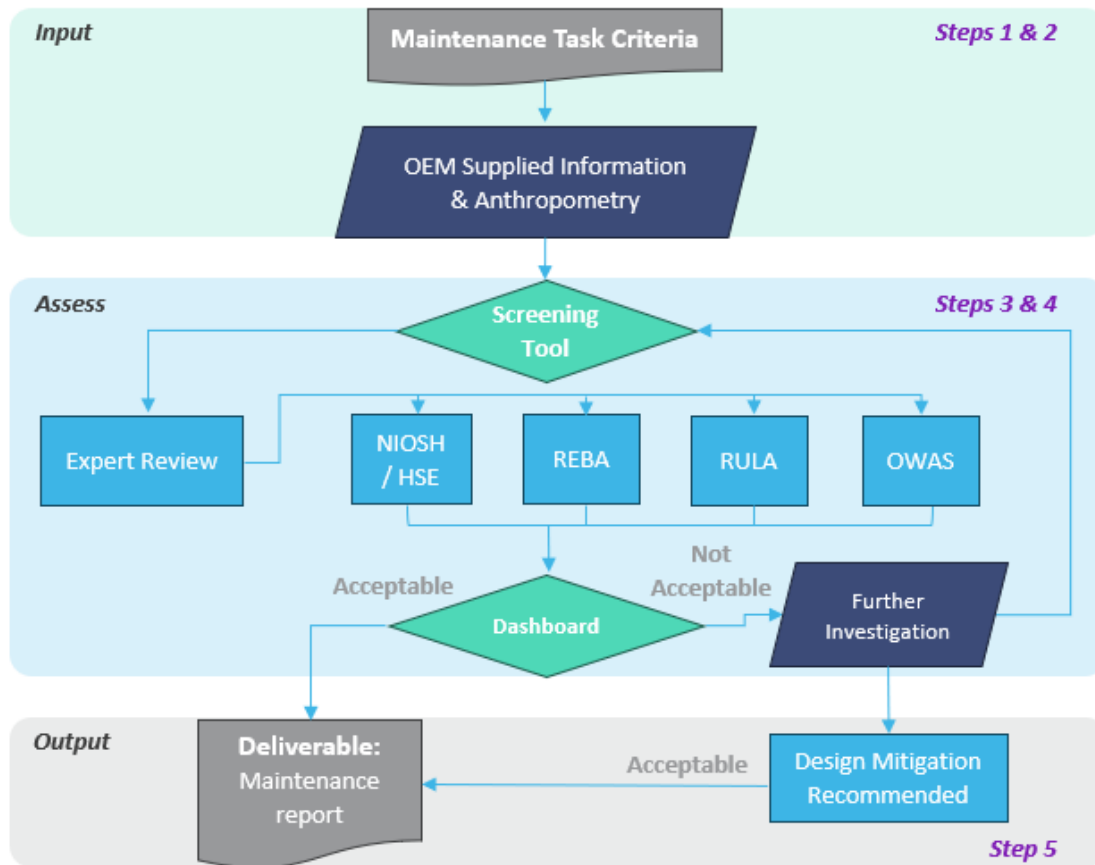 Input
Maintenance Task Criteria
Steps 1 & 2
OEM Supplied Information
& Anthropometry
Assess
Steps 3 & 4
Screening
Tool
Expert Review
NIOSH
/ HSE
REBA
RULA
OWAS
Acceptable
Not
Acceptable
Dashboard
Further
Investigation
Output
Deliverable:
Maintenance
report
Acceptable
Design Mitigation
Recommended
Step 5